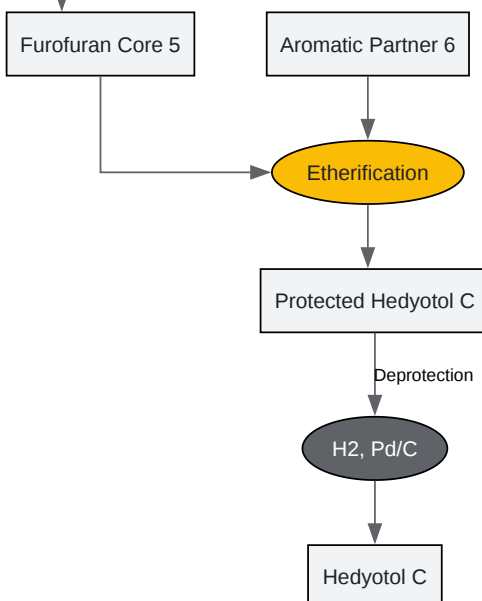 Furofuran Core 5
Aromatic Partner 6
Etherification
Protected Hedyotol C
Deprotection
H2, Pd/C
Hedyotol C